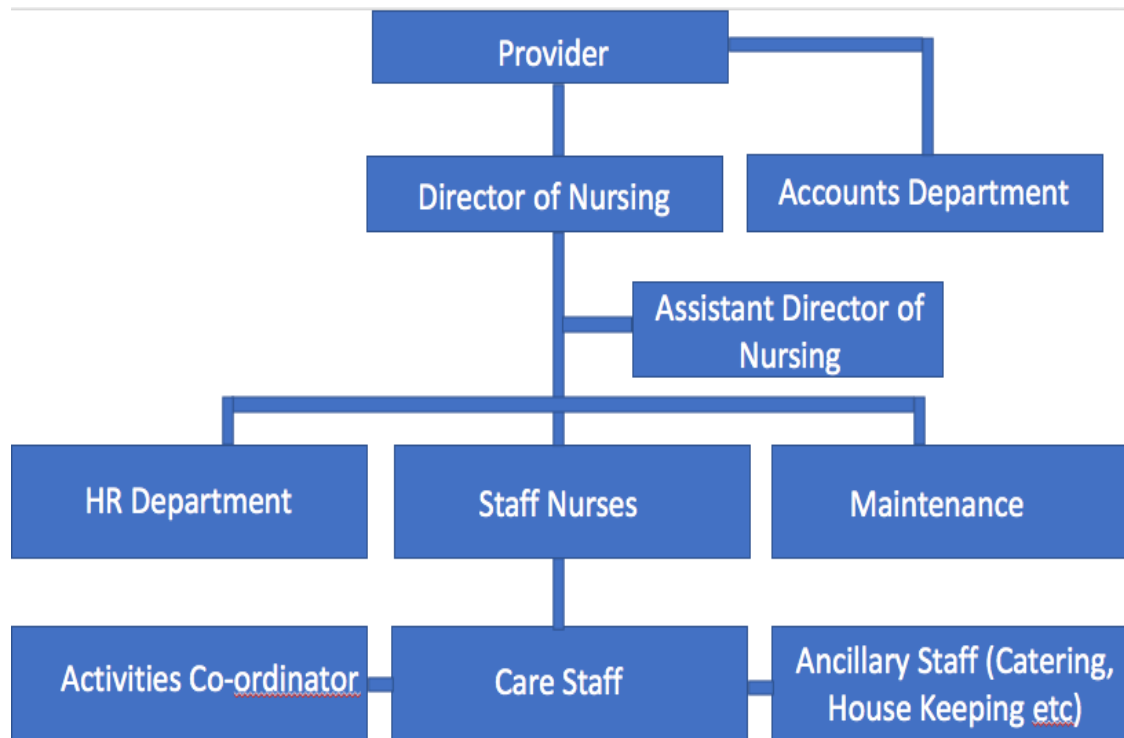 Provider
Director of Nursing
Accounts Department
Assistant Director of
Nursing
HR Department
Staff Nurses
Maintenance
Activities Co-ordinator
Care Staff
Ancillary Staff (Catering,
House Keeping etc)